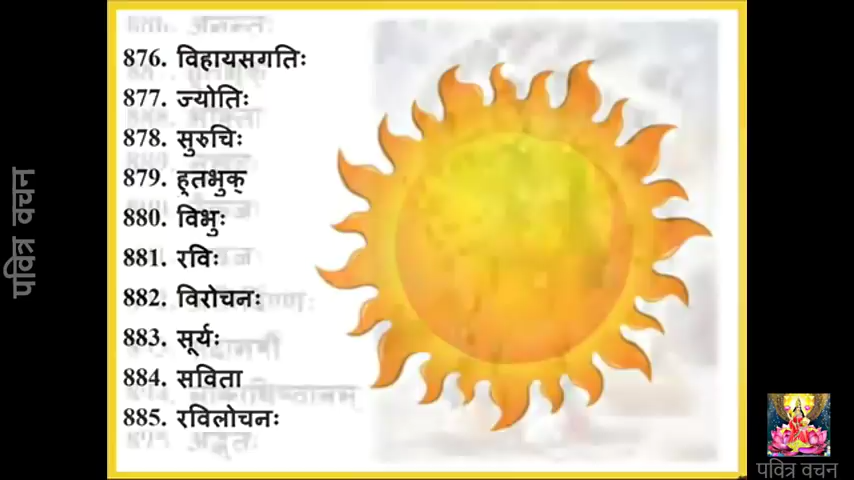 876. विहायसगतिः
877. ज्योतिः
878. सुरुचिः
879. हुतभुक्
880. विभुः
881. रविः
882. विरोचनः
883. सूर्यः
884. सविता
885. रविलोचनः
पवित्र वचन
पवित्र वचन